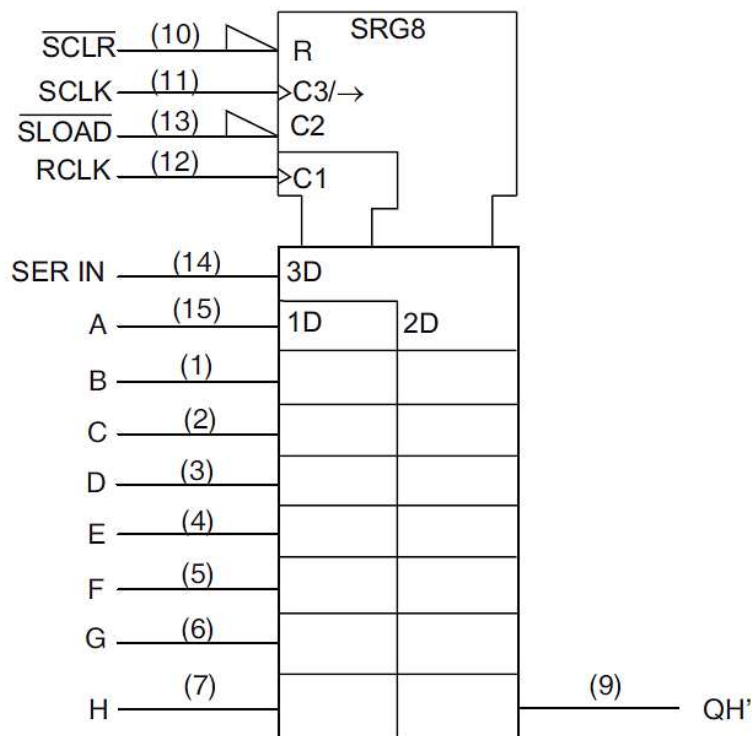 SRG8
SCLR (10) R
SCLK (11) C3/→
SLOAD (13) C2
RCLK (12) C1
SER IN (14) 3D
A (15) 1D 2D
B (1)
C (2)
D (3)
E (4)
F (5)
G (6)
H (7) (9) QH'